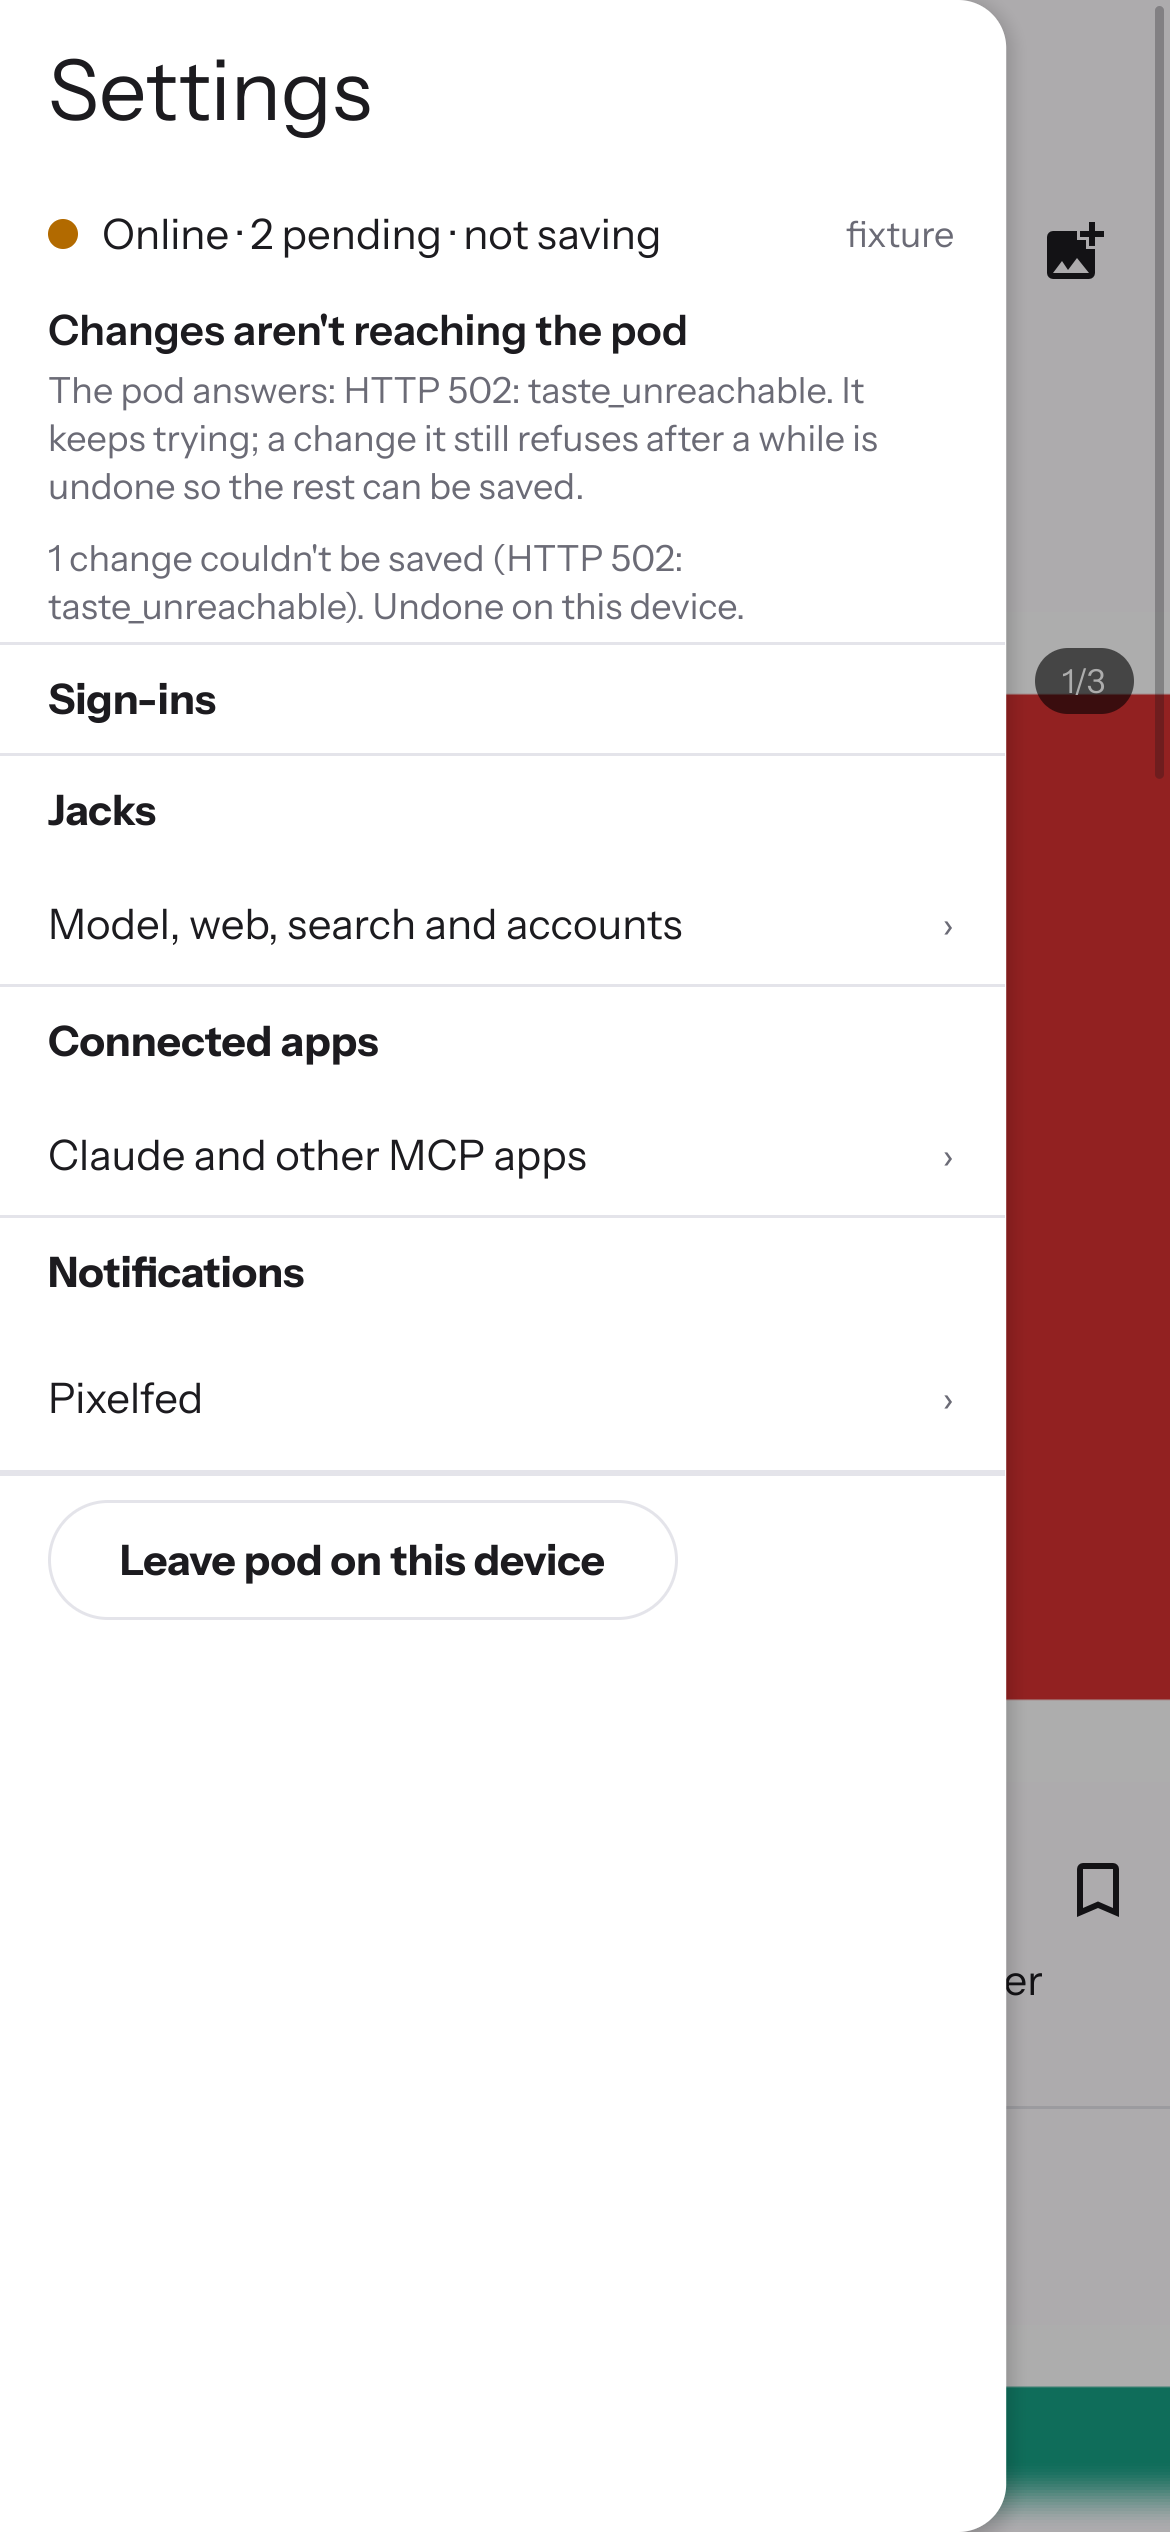 Settings
Online · 2 pending · not saving
fixture
Changes aren't reaching the pod
The pod answers: HTTP 502: taste_unreachable. It
keeps trying; a change it still refuses after a while is
undone so the rest can be saved.
1 change couldn't be saved (HTTP 502:
taste_unreachable). Undone on this device.
1/3
Sign-ins
Jacks
Model, web, search and accounts
›
Connected apps
Claude and other MCP apps
›
Notifications
Pixelfed
›
Leave pod on this device
er